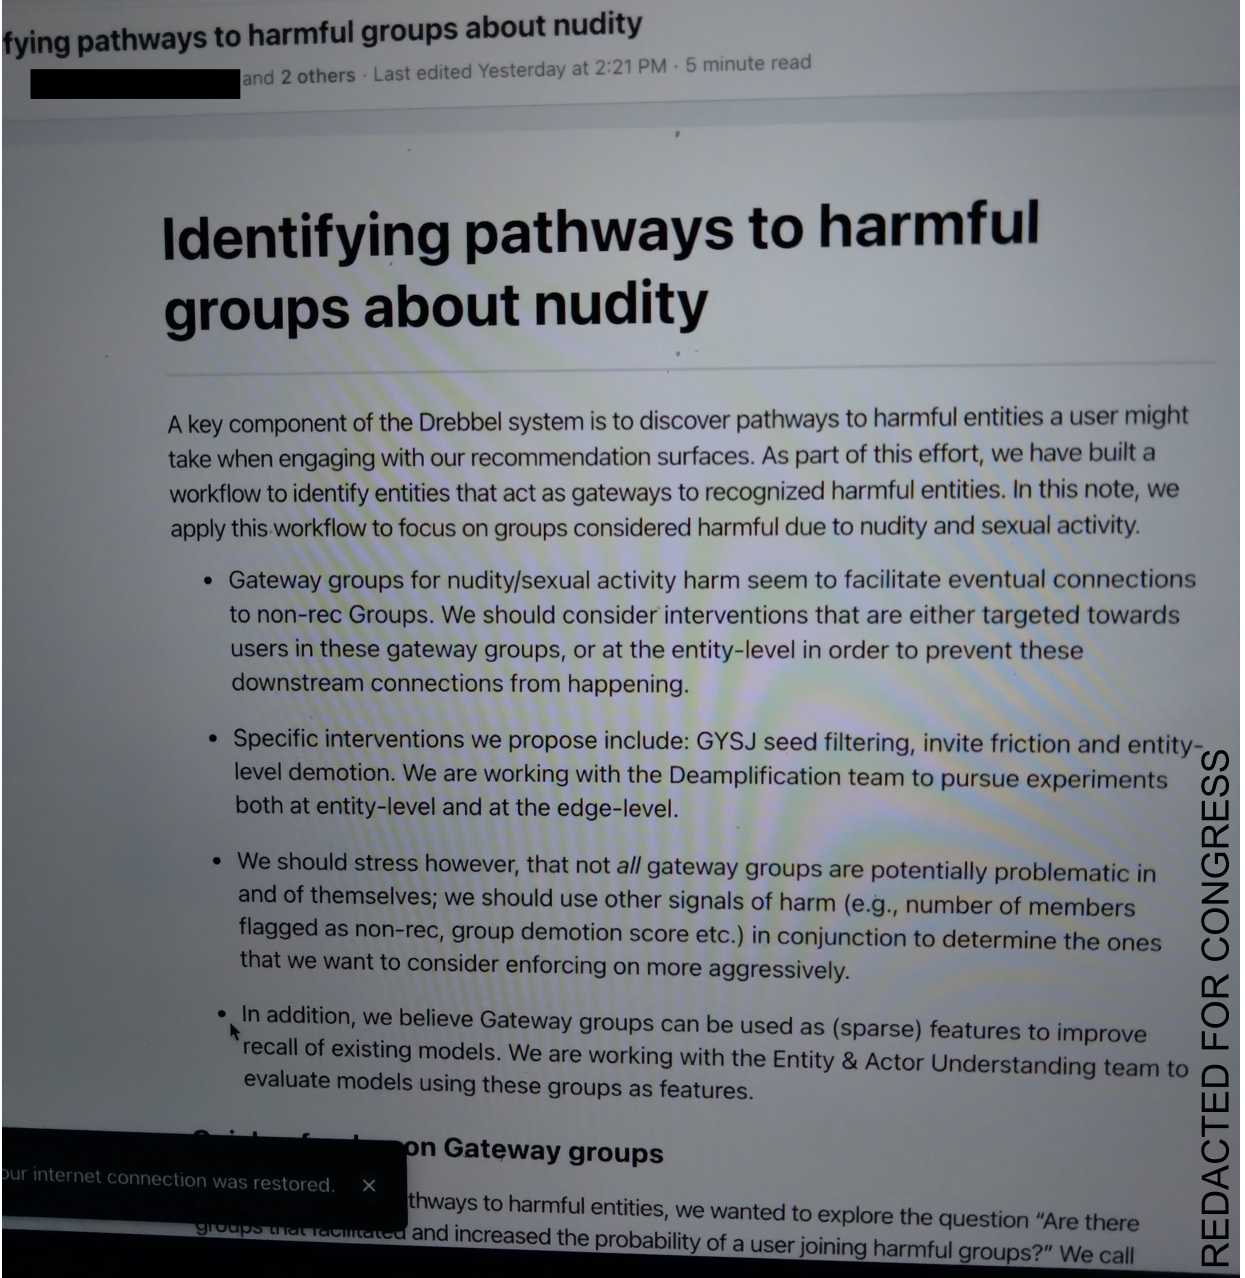 fying pathways to harmful groups about nudity
and 2 others · Last edited Yesterday at 2:21 PM · 5 minute read
Identifying pathways to harmful
groups about nudity
A key component of the Drebbel system is to discover pathways to harmful entities a user might
take when engaging with our recommendation surfaces. As part of this effort, we have built a
workflow to identify entities that act as gateways to recognized harmful entities. In this note, we
apply this workflow to focus on groups considered harmful due to nudity and sexual activity.
• Gateway groups for nudity/sexual activity harm seem to facilitate eventual connections
to non-rec Groups. We should consider interventions that are either targeted towards
users in these gateway groups, or at the entity-level in order to prevent these
downstream connections from happening.
• Specific interventions we propose include: GYSJ seed filtering, invite friction and entity-
level demotion. We are working with the Deamplification team to pursue experiments
both at entity-level and at the edge-level.
• We should stress however, that not all gateway groups are potentially problematic in
and of themselves; we should use other signals of harm (e.g., number of members
flagged as non-rec, group demotion score etc.) in conjunction to determine the ones
that we want to consider enforcing on more aggressively.
• In addition, we believe Gateway groups can be used as (sparse) features to improve
recall of existing models. We are working with the Entity & Actor Understanding team to
evaluate models using these groups as features.
on Gateway groups
our internet connection was restored. ×
thways to harmful entities, we wanted to explore the question “Are there
groups that facilitated and increased the probability of a user joining harmful groups?” We call
REDACTED FOR CONGRESS